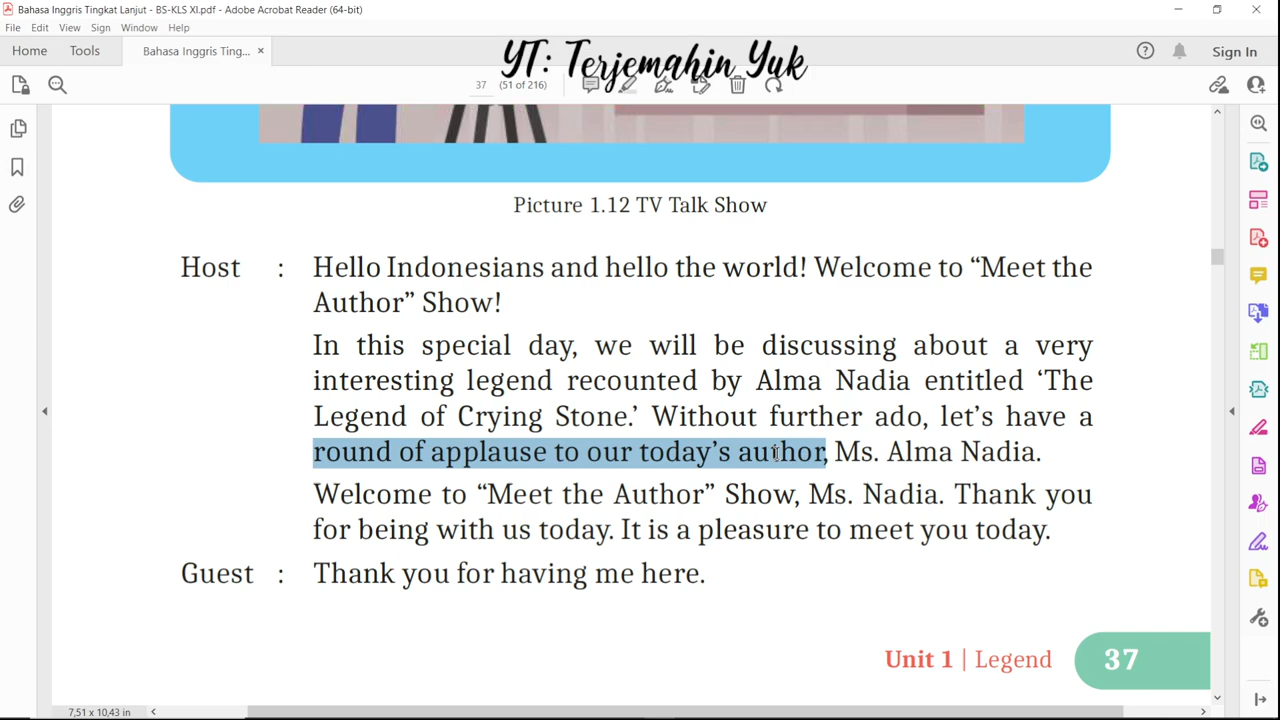 Bahasa Inggris Tingkat Lanjut - BS-KLS XI.pdf - Adobe Acrobat Reader (64-bit)
File Edit View Sign Window Help
Home Tools Bahasa Inggris Ting... × Sign In
YT: Terjemahin Yuk
37 (51 of 216)
Picture 1.12 TV Talk Show
Host : Hello Indonesians and hello the world! Welcome to “Meet the
Author” Show!
In this special day, we will be discussing about a very
interesting legend recounted by Alma Nadia entitled ‘The
Legend of Crying Stone.’ Without further ado, let’s have a
round of applause to our today’s author, Ms. Alma Nadia.
Welcome to “Meet the Author” Show, Ms. Nadia. Thank you
for being with us today. It is a pleasure to meet you today.
Guest : Thank you for having me here.
Unit 1 | Legend 37
7,51 x 10,43 in